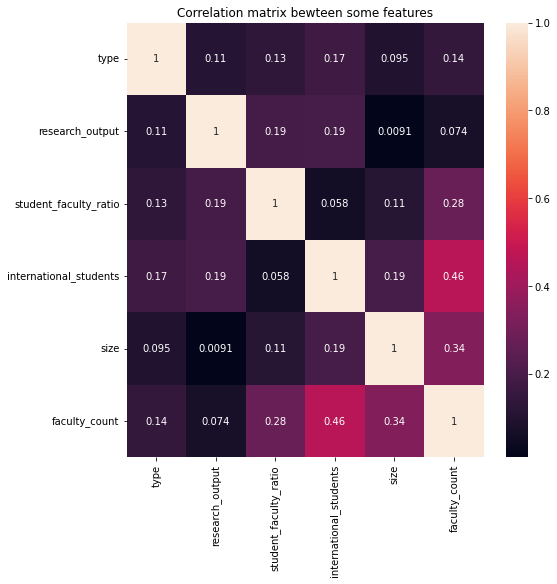 Correlation matrix bewteen some features
type 1 0.11 0.13 0.17 0.095 0.14
research_output 0.11 1 0.19 0.19 0.0091 0.074
student_faculty_ratio 0.13 0.19 1 0.058 0.11 0.28
international_students 0.17 0.19 0.058 1 0.19 0.46
size 0.095 0.0091 0.11 0.19 1 0.34
faculty_count 0.14 0.074 0.28 0.46 0.34 1
type
research_output
student_faculty_ratio
international_students
size
faculty_count
1.0
0.8
0.6
0.4
0.2